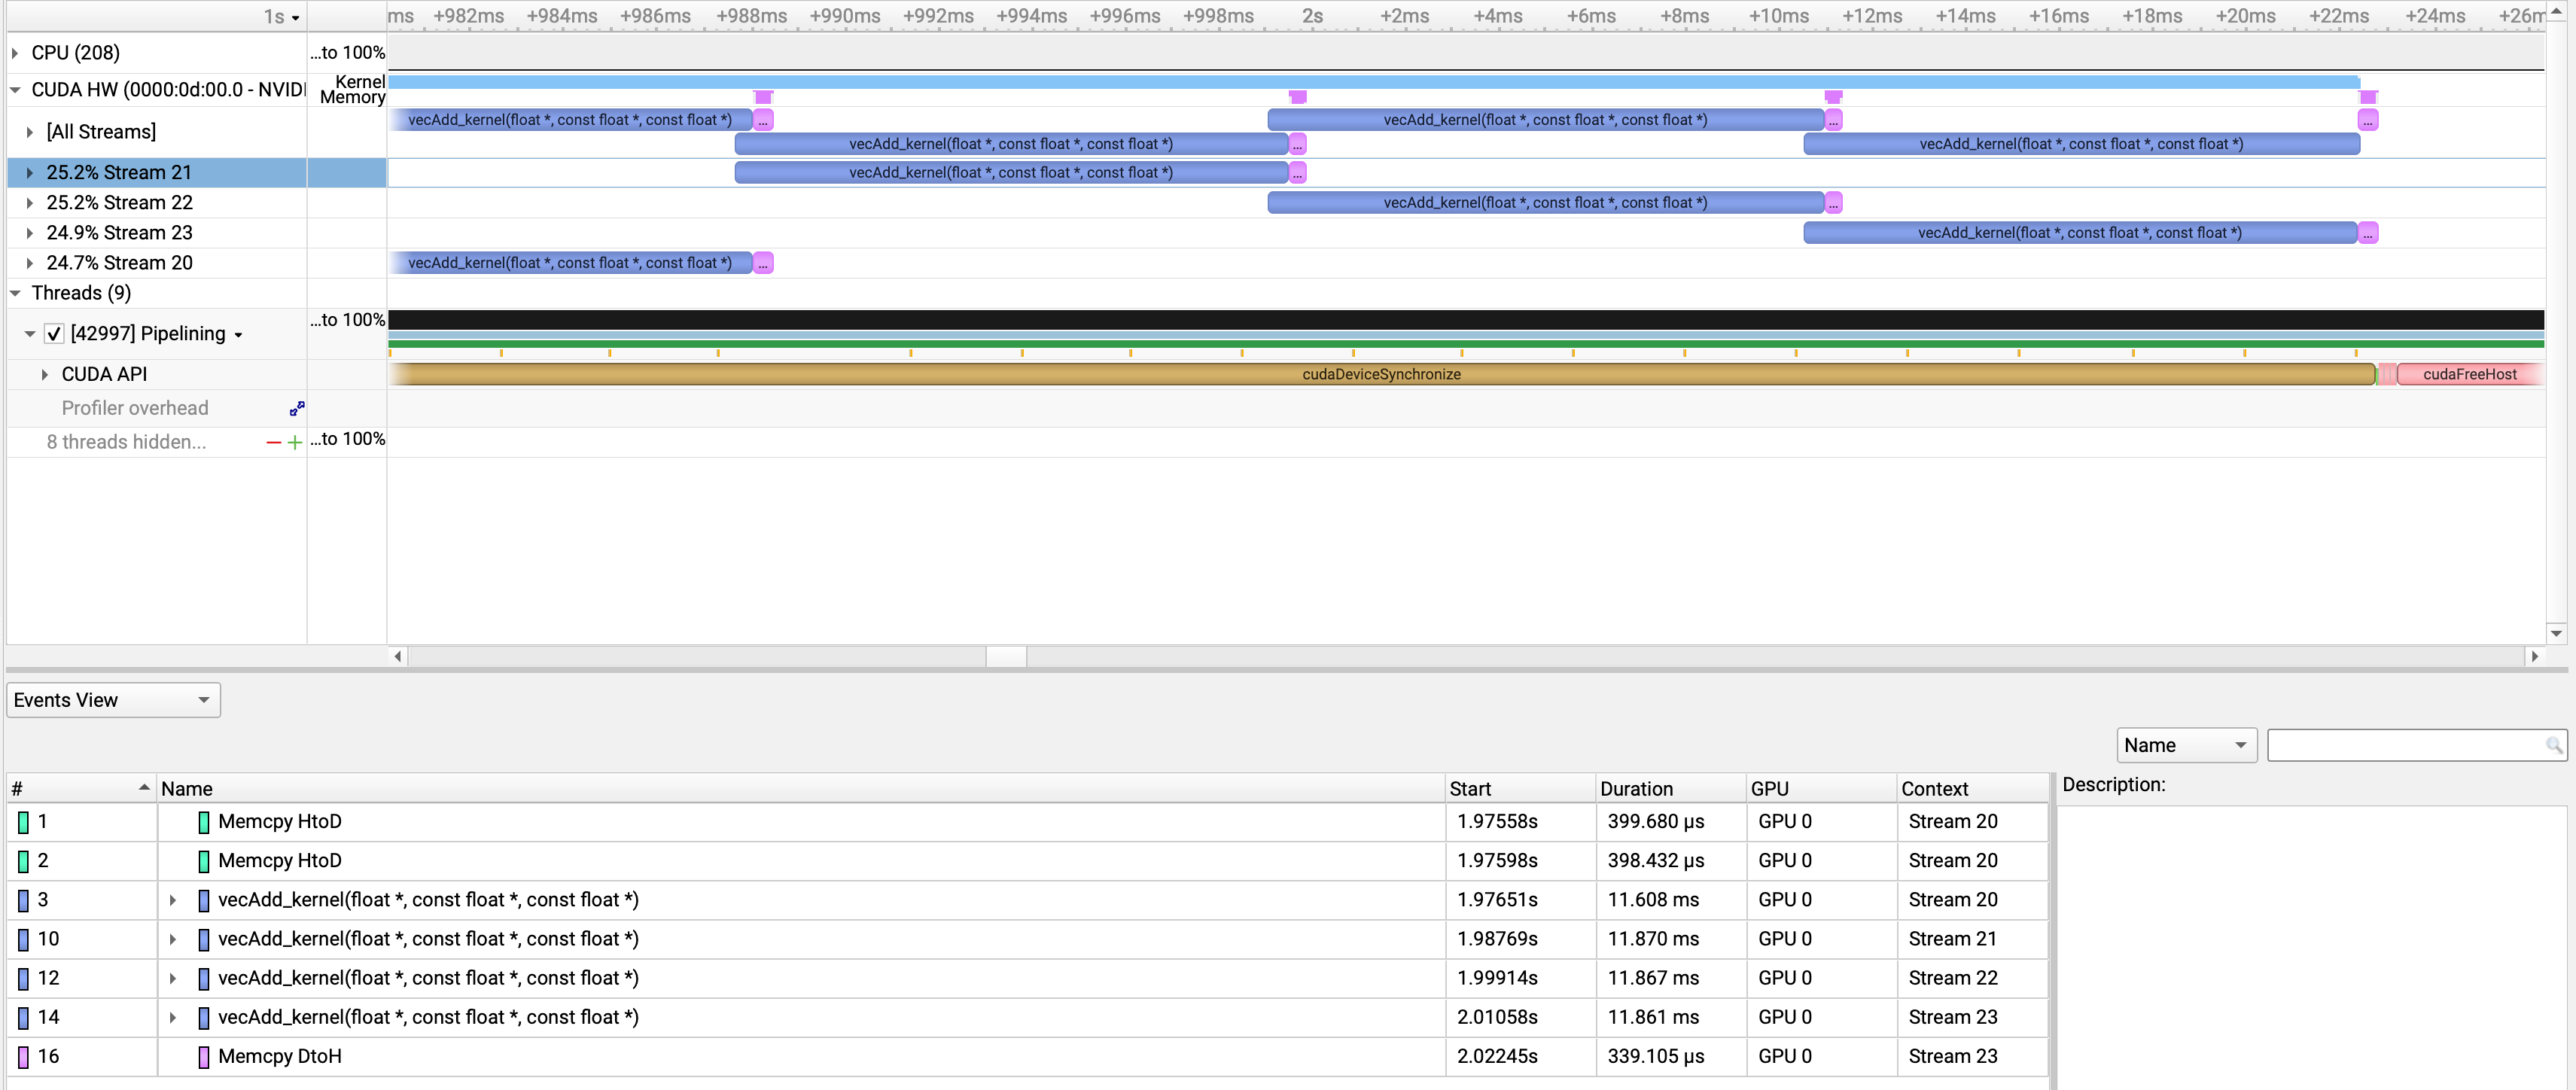 1s ms +982ms +984ms +986ms +988ms +990ms +992ms +994ms +996ms +998ms 2s +2ms +4ms +6ms +8ms +10ms +12ms +14ms +16ms +18ms +20ms +22ms +24ms +26m
CPU (208) ...to 100%
CUDA HW (0000:0d:00.0 - NVIDI Kernel
Memory
[All Streams] vecAdd_kernel(float *, const float *, const float *) ... vecAdd_kernel(float *, const float *, const float *) ... ...
vecAdd_kernel(float *, const float *, const float *) ... vecAdd_kernel(float *, const float *, const float *)
25.2% Stream 21 vecAdd_kernel(float *, const float *, const float *) ...
25.2% Stream 22 vecAdd_kernel(float *, const float *, const float *) ...
24.9% Stream 23 vecAdd_kernel(float *, const float *, const float *) ...
24.7% Stream 20 vecAdd_kernel(float *, const float *, const float *) ...
Threads (9)
[42997] Pipelining ...to 100%
CUDA API cudaDeviceSynchronize cudaFreeHost
Profiler overhead
8 threads hidden... ...to 100%
Events View
Name
# Name Start Duration GPU Context Description:
1 Memcpy HtoD 1.97558s 399.680 μs GPU 0 Stream 20
2 Memcpy HtoD 1.97598s 398.432 μs GPU 0 Stream 20
3 vecAdd_kernel(float *, const float *, const float *) 1.97651s 11.608 ms GPU 0 Stream 20
10 vecAdd_kernel(float *, const float *, const float *) 1.98769s 11.870 ms GPU 0 Stream 21
12 vecAdd_kernel(float *, const float *, const float *) 1.99914s 11.867 ms GPU 0 Stream 22
14 vecAdd_kernel(float *, const float *, const float *) 2.01058s 11.861 ms GPU 0 Stream 23
16 Memcpy DtoH 2.02245s 339.105 μs GPU 0 Stream 23